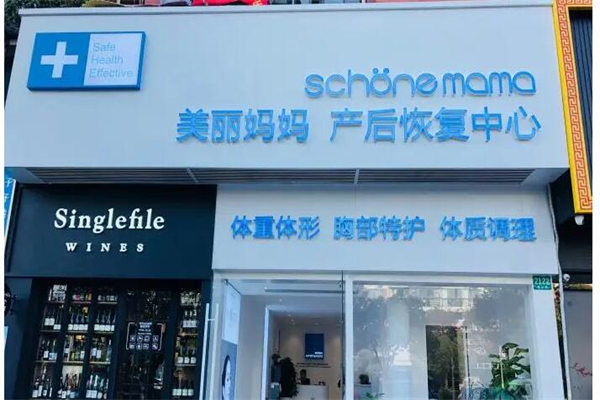 Safe
Health
Effective
schöne mama
美丽妈妈 产后恢复中心
Singlefile
WINES
体重体形 胸部特护 体质调理